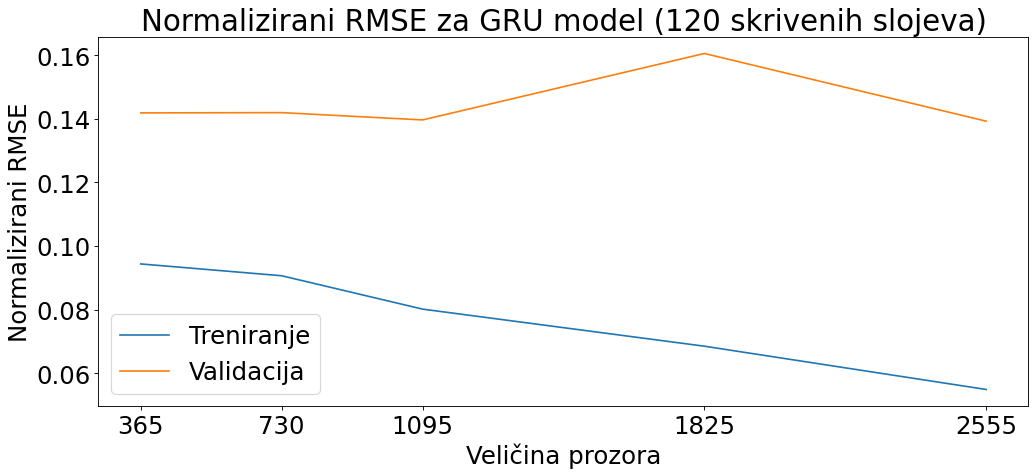 Normalizirani RMSE za GRU model (120 skrivenih slojeva)
Normalizirani RMSE
0.16
0.14
0.12
0.10
0.08
0.06
Treniranje
Validacija
365 730 1095 1825 2555
Veličina prozora